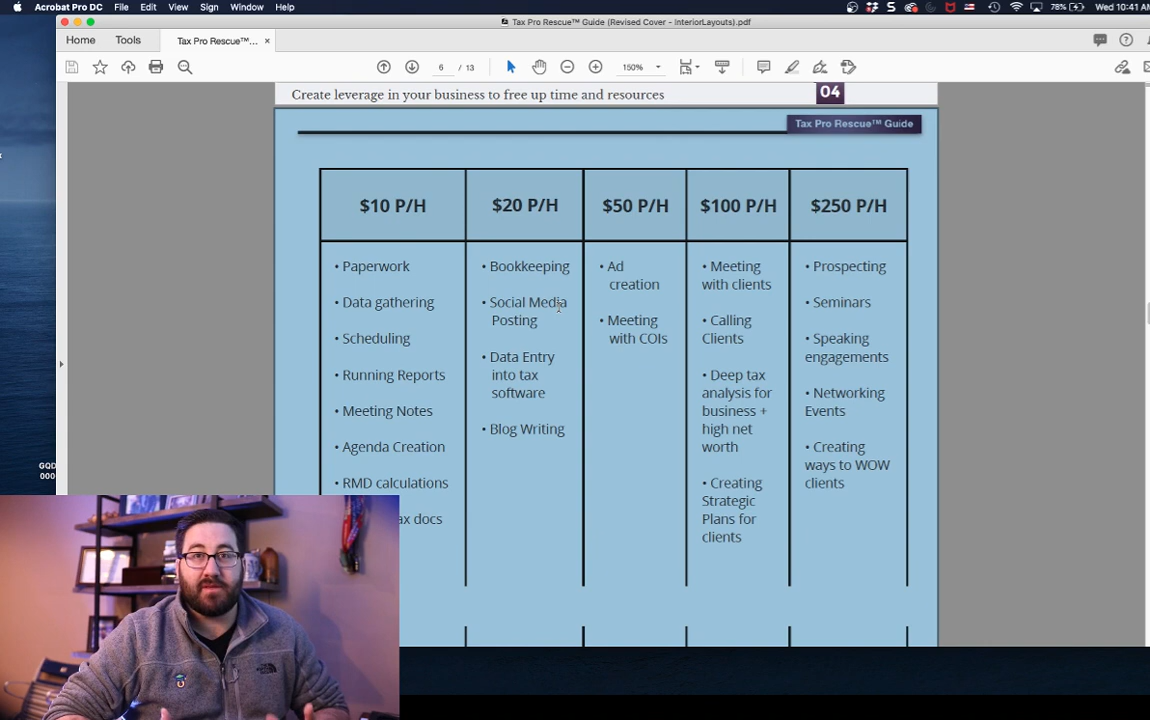 Acrobat Pro DC File Edit View Sign Window Help 78% Wed 10:41 A
Tax Pro Rescue™ Guide (Revised Cover - InteriorLayouts).pdf
Home Tools Tax Pro Rescue™... ×
6 / 13 150%
Create leverage in your business to free up time and resources 04
Tax Pro Rescue™ Guide
$10 P/H $20 P/H $50 P/H $100 P/H $250 P/H
• Paperwork
• Data gathering
• Scheduling
• Running Reports
• Meeting Notes
• Agenda Creation
• RMD calculations
ax docs
• Bookkeeping
• Social Media
Posting
• Data Entry
into tax
software
• Blog Writing
• Ad
creation
• Meeting
with COIs
• Meeting
with clients
• Calling
Clients
• Deep tax
analysis for
business +
high net
worth
• Creating
Strategic
Plans for
clients
• Prospecting
• Seminars
• Speaking
engagements
• Networking
Events
• Creating
ways to WOW
clients
GQD
000